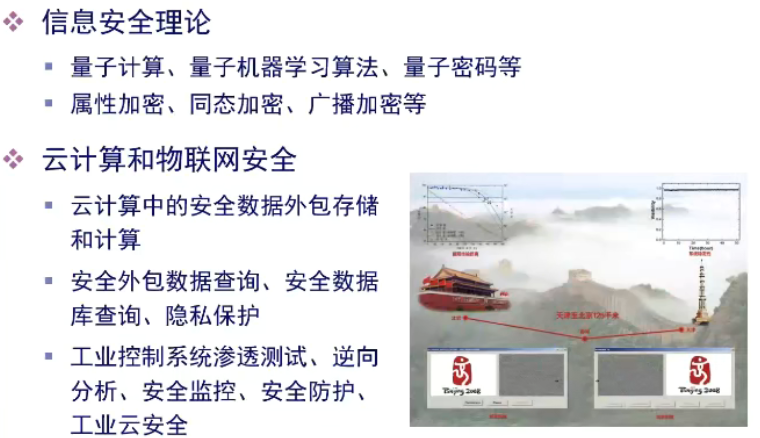 信息安全理论
量子计算、量子机器学习算法、量子密码等
属性加密、同态加密、广播加密等
云计算和物联网安全
云计算中的安全数据外包存储
和计算
安全外包数据查询、安全数据
库查询、隐私保护
工业控制系统渗透测试、逆向
分析、安全监控、安全防护、
工业云安全
天津至北京125千米
Beijing 2008
Beijing 2008